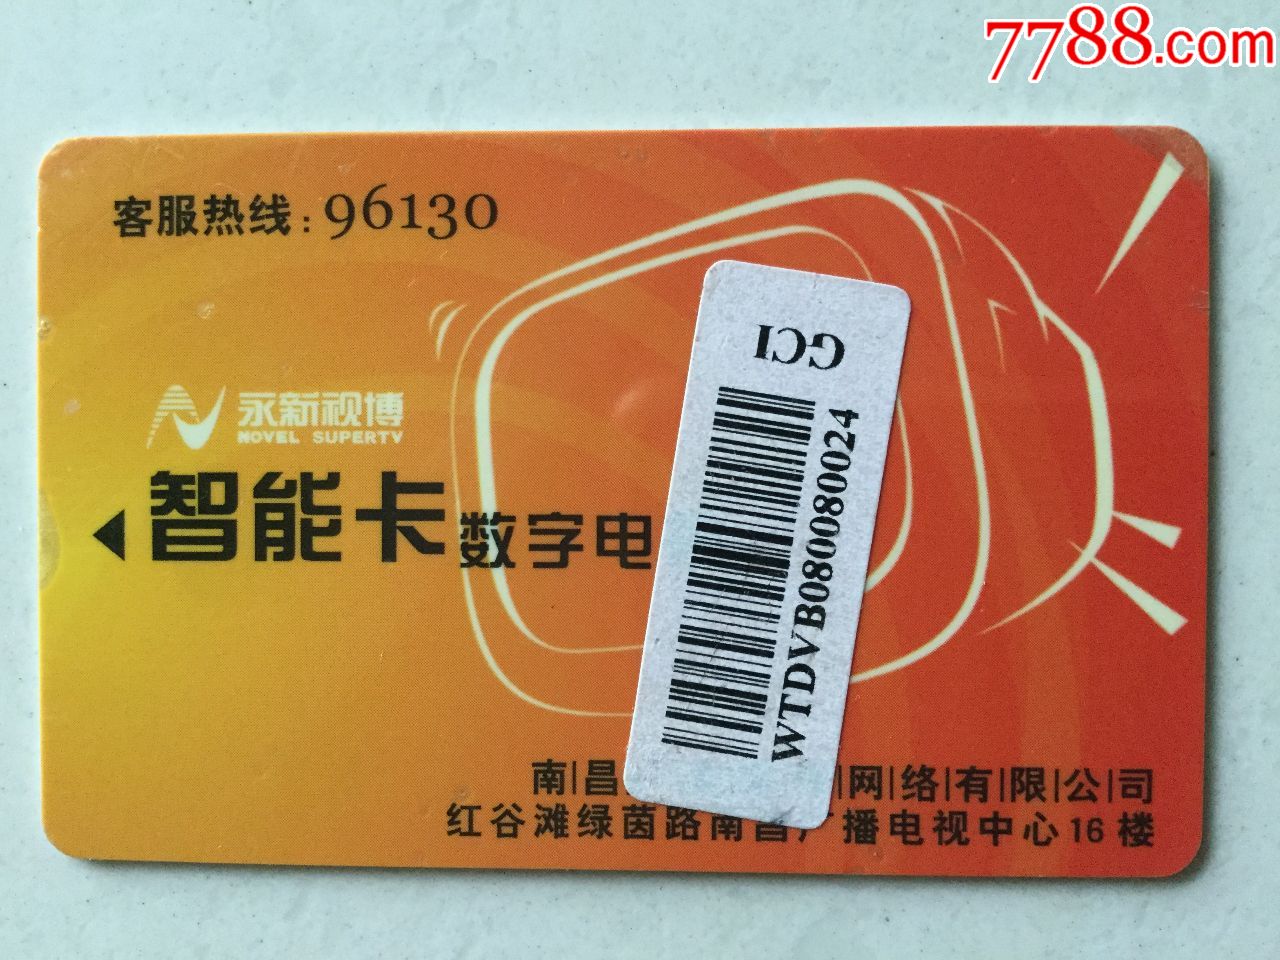 7788.com
客服热线：96130
永新视博
NOVEL SUPERTV
智能卡 数字电
GCI
WTDVB0800800024
南昌 网络有限公司
红谷滩绿茵路南昌广播电视中心16楼